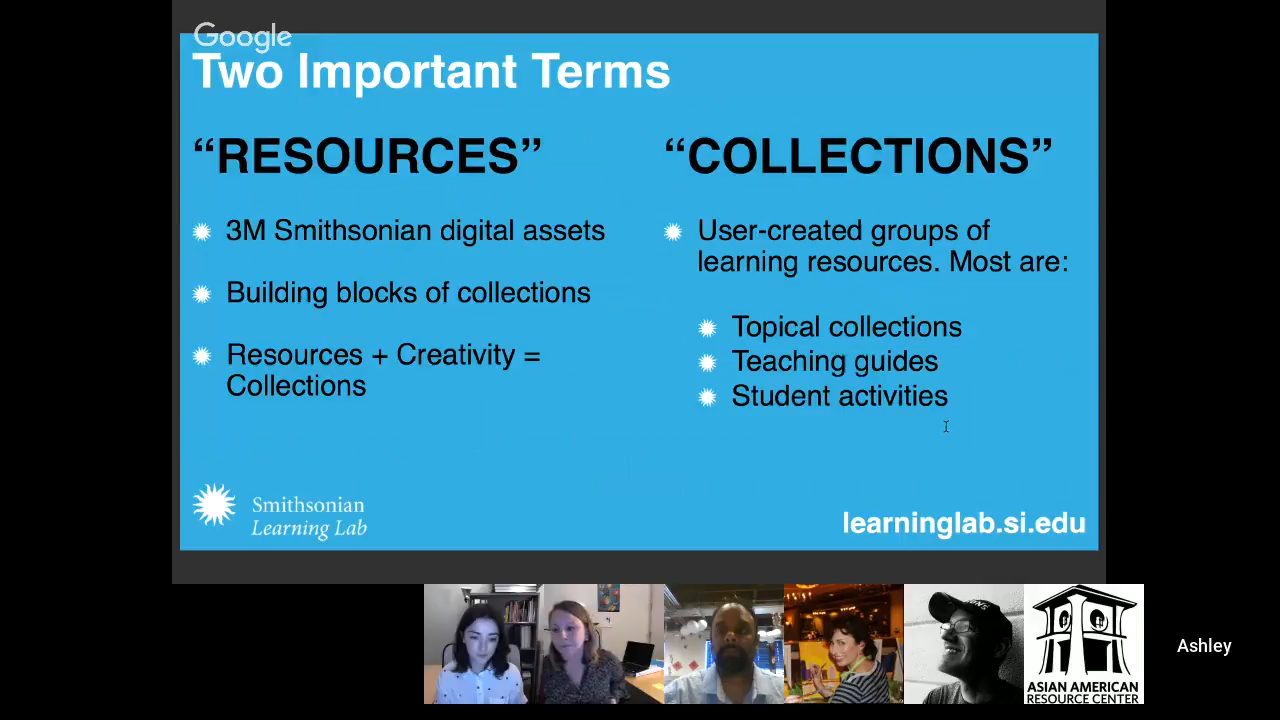 Google
Two Important Terms
“RESOURCES”
3M Smithsonian digital assets
Building blocks of collections
Resources + Creativity =
Collections
“COLLECTIONS”
User-created groups of
learning resources. Most are:
Topical collections
Teaching guides
Student activities
Smithsonian
Learning Lab
learninglab.si.edu
ASIAN AMERICAN
RESOURCE CENTER
Ashley